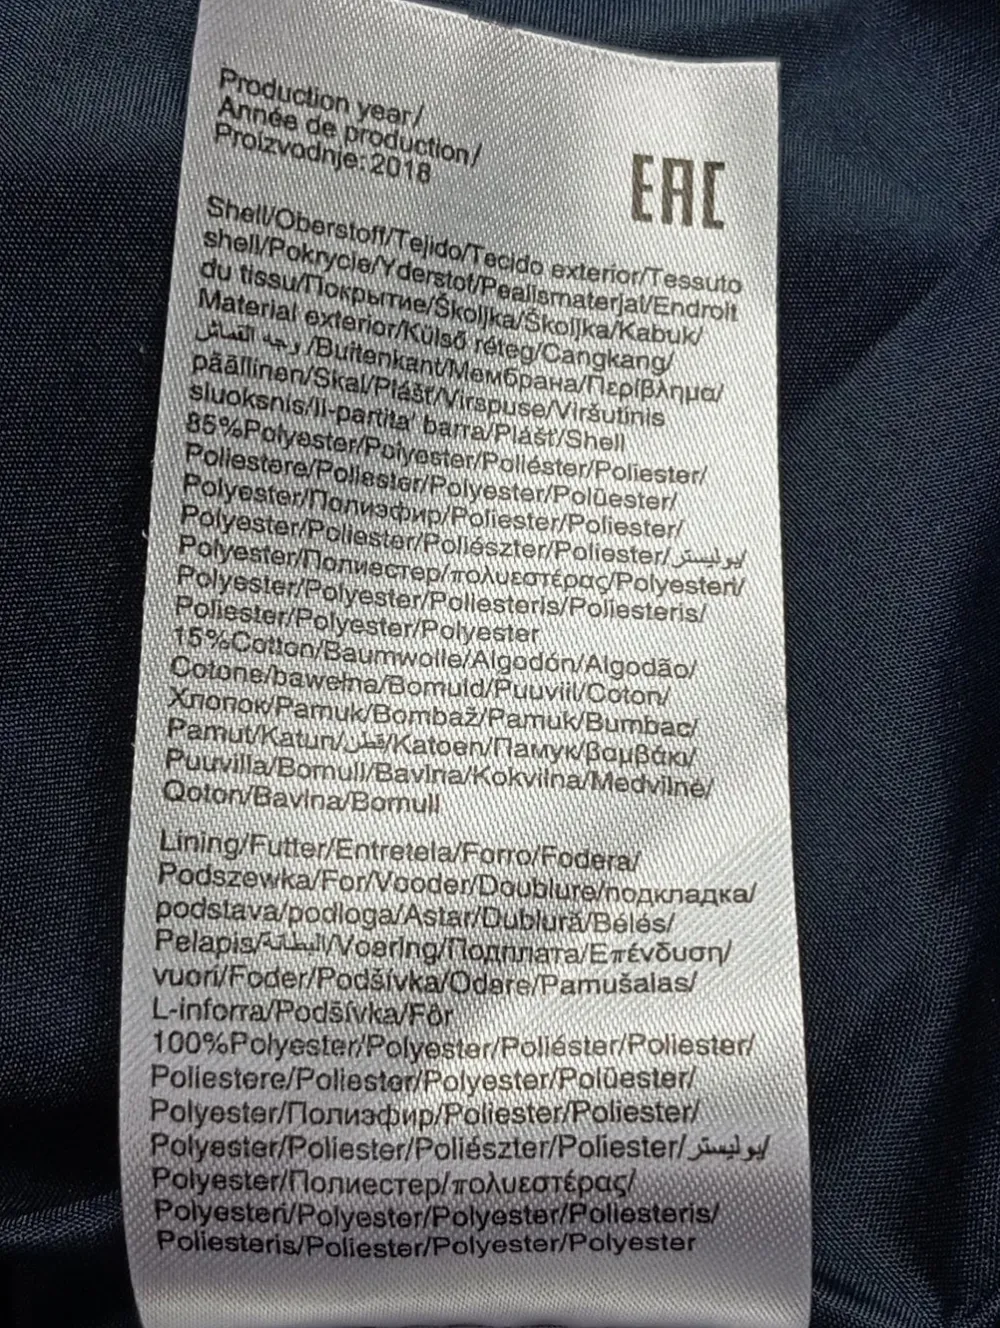 Production year/
Année de production/
Proizvodnje: 2018
EAC
Shell/Oberstoff/Tejido/Tecido exterior/Tessuto
shell/Pokrycie/Yderstof/Pealismaterjal/Endroit
du tissu/Покрытие/Školjka/Školjka/Kabuk/
Material exterior/Külső réteg/Cangkang/
وجه القماش/Buitenkant/Мембрана/Περίβλημα/
päällinen/Skal/Plášť/Virspuse/Viršutinis
sluoksnis/Il-partita' barra/Plášť/Shell
85%Polyester/Polyester/Poliéster/Poliester/
Poliestere/Poliester/Polyester/Polüester/
Polyester/Полиэфир/Poliester/Poliester/
Polyester/Poliester/Poliészter/Poliester/يوليستر/
Polyester/Полиестер/πολυεστέρας/Polyesteri/
Polyester/Polyester/Poliesteris/Poliesteris/
Poliester/Polyester/Polyester
15%Cotton/Baumwolle/Algodón/Algodão/
Cotone/bawełna/Bomuld/Puuvill/Coton/
Хлопок/Pamuk/Bombaž/Pamuk/Bumbac/
Pamut/Katun/قطن/Katoen/Памук/βαμβάκι/
Puuvilla/Bomull/Bavlna/Kokvilna/Medvilnė/
Qoton/Bavlna/Bomull
Lining/Futter/Entretela/Forro/Fodera/
Podszewka/For/Vooder/Doublure/подкладка/
podstava/podloga/Astar/Dublură/Bélés/
Pelapis/البطانة/Voering/Подплата/Επένδυση/
vuori/Foder/Podšívka/Odere/Pamušalas/
L-inforra/Podšívka/Fôr
100%Polyester/Polyester/Poliéster/Poliester/
Poliestere/Poliester/Polyester/Polüester/
Polyester/Полиэфир/Poliester/Poliester/
Polyester/Poliester/Poliészter/Poliester/يوليستر/
Polyester/Полиестер/πολυεστέρας/
Polyesteri/Polyester/Polyester/Poliesteris/
Poliesteris/Poliester/Polyester/Polyester